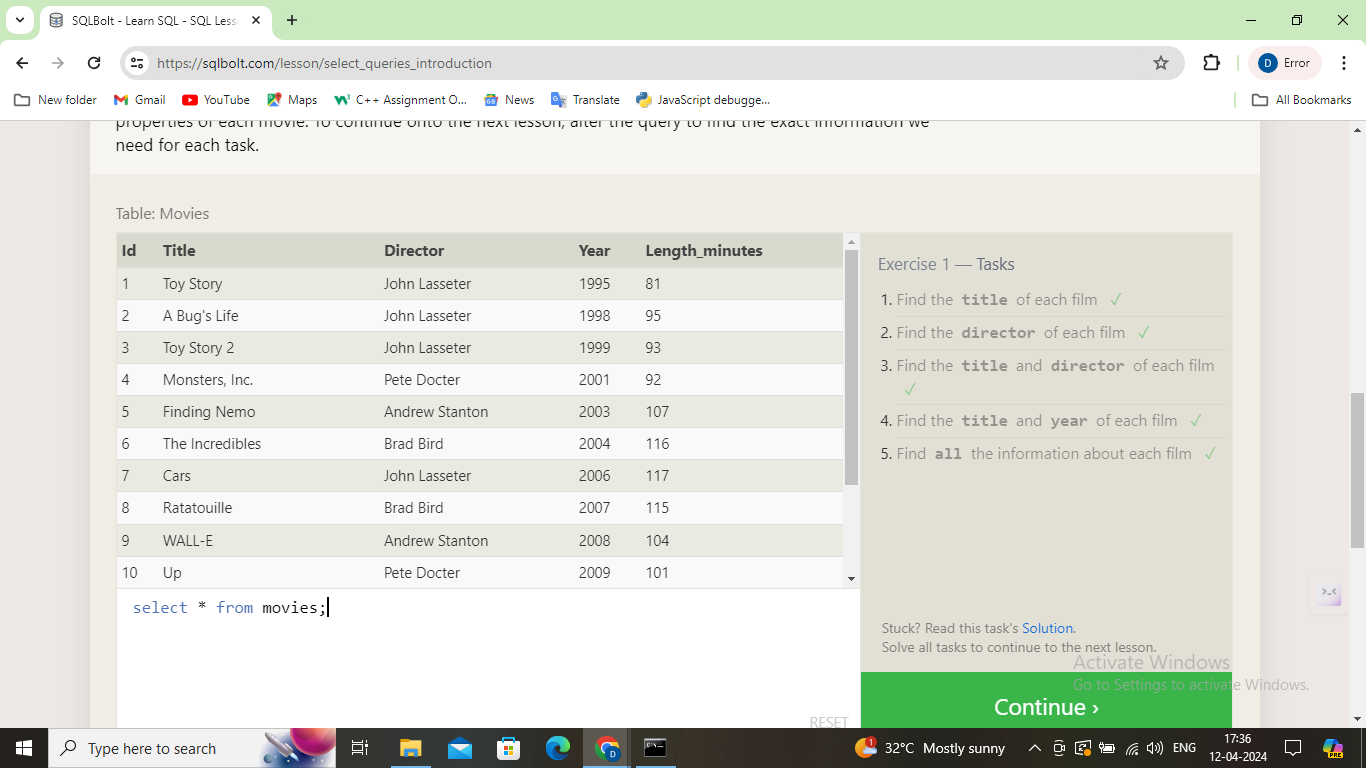 SQLBolt - Learn SQL - SQL Less
https://sqlbolt.com/lesson/select_queries_introduction
D Error
New folder Gmail YouTube Maps C++ Assignment O... News Translate JavaScript debugge... All Bookmarks
properties of each movie. To continue onto the next lesson, alter the query to find the exact information we
need for each task.
Table: Movies
Id Title Director Year Length_minutes
1 Toy Story John Lasseter 1995 81
2 A Bug's Life John Lasseter 1998 95
3 Toy Story 2 John Lasseter 1999 93
4 Monsters, Inc. Pete Docter 2001 92
5 Finding Nemo Andrew Stanton 2003 107
6 The Incredibles Brad Bird 2004 116
7 Cars John Lasseter 2006 117
8 Ratatouille Brad Bird 2007 115
9 WALL-E Andrew Stanton 2008 104
10 Up Pete Docter 2009 101
select * from movies;
RESET
Exercise 1 — Tasks
1. Find the title of each film ✓
2. Find the director of each film ✓
3. Find the title and director of each film
✓
4. Find the title and year of each film ✓
5. Find all the information about each film ✓
Stuck? Read this task's Solution.
Solve all tasks to continue to the next lesson.
Activate Windows
Go to Settings to activate Windows.
Continue ›
Type here to search
1
32°C Mostly sunny
ENG
17:36
12-04-2024
D
PRE